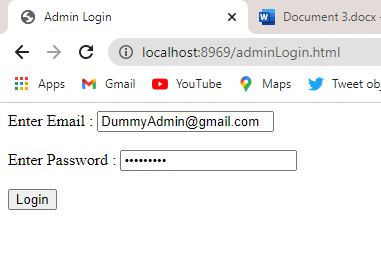 Admin Login
Document 3.docx -
localhost:8969/adminLogin.html
Apps Gmail YouTube Maps Tweet obj
Enter Email : DummyAdmin@gmail.com
Enter Password : •••••••••
Login